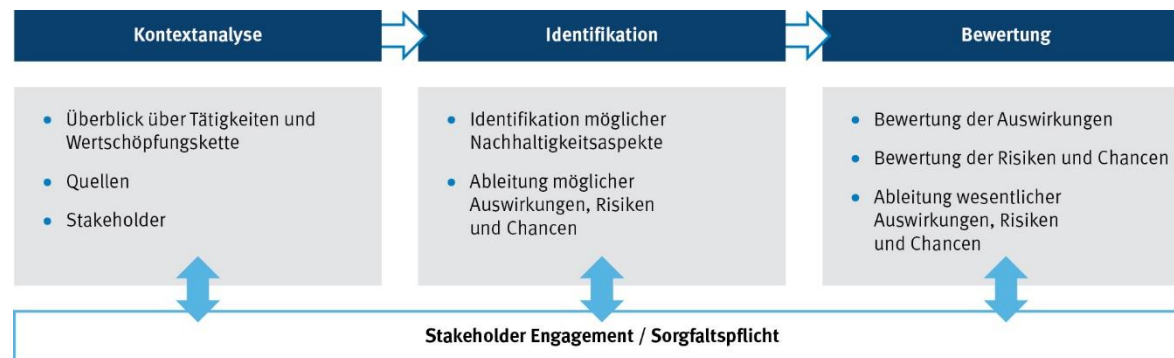 Kontextanalyse
Identifikation
Bewertung
• Überblick über Tätigkeiten und
Wertschöpfungskette
• Quellen
• Stakeholder
• Identifikation möglicher
Nachhaltigkeitsaspekte
• Ableitung möglicher
Auswirkungen, Risiken
und Chancen
• Bewertung der Auswirkungen
• Bewertung der Risiken und Chancen
• Ableitung wesentlicher
Auswirkungen, Risiken
und Chancen
Stakeholder Engagement / Sorgfaltspflicht